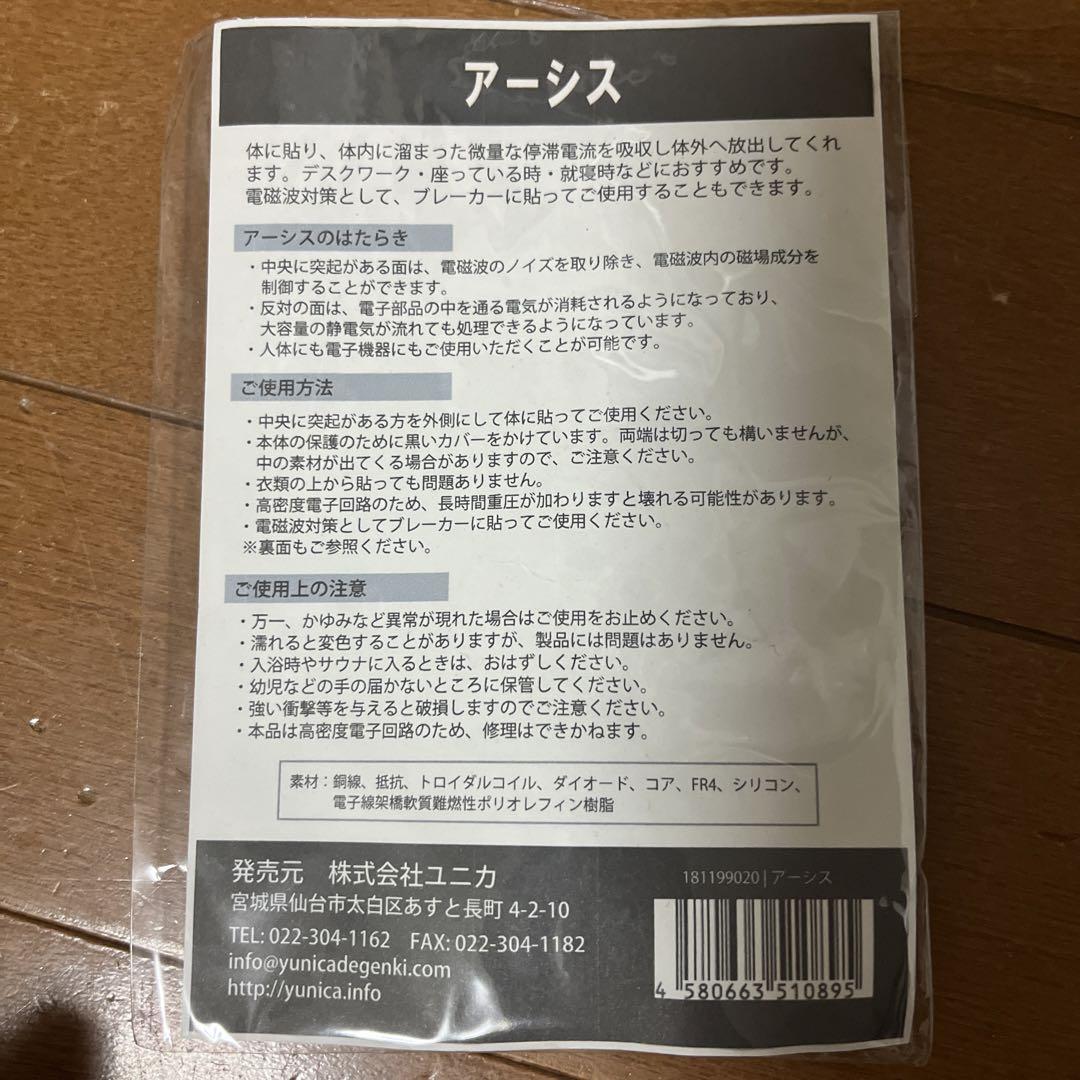 アーシス
体に貼り、体内に溜まった微量な停滞電流を吸収し体外へ放出してくれ
ます。デスクワーク・座っている時・就寝時などにおすすめです。
電磁波対策として、ブレーカーに貼ってご使用することもできます。
アーシスのはたらき
・中央に突起がある面は、電磁波のノイズを取り除き、電磁波内の磁場成分を
制御することができます。
・反対の面は、電子部品の中を通る電気が消耗されるようになっており、
大容量の静電気が流れても処理できるようになっています。
・人体にも電子機器にもご使用いただくことが可能です。
ご使用方法
・中央に突起がある方を外側にして体に貼ってご使用ください。
・本体の保護のために黒いカバーをかけています。両端は切っても構いませんが、
中の素材が出てくる場合がありますので、ご注意ください。
・衣類の上から貼っても問題ありません。
・高密度電子回路のため、長時間重圧が加わりますと壊れる可能性があります。
・電磁波対策としてブレーカーに貼ってご使用ください。
※裏面もご参照ください。
ご使用上の注意
・万一、かゆみなど異常が現れた場合はご使用をお止めください。
・濡れると変色することがありますが、製品には問題はありません。
・入浴時やサウナに入るときは、おはずしください。
・幼児などの手の届かないところに保管してください。
・強い衝撃等を与えると破損しますのでご注意ください。
・本品は高密度電子回路のため、修理はできかねます。
素材：銅線、抵抗、トロイダルコイル、ダイオード、コア、FR4、シリコン、
電子線架橋軟質難燃性ポリオレフィン樹脂
発売元 株式会社ユニカ
宮城県仙台市太白区あすと長町 4-2-10
TEL: 022-304-1162 FAX: 022-304-1182
info@yunicadegenki.com
http://yunica.info
181199020 | アーシス
4 580663 510895